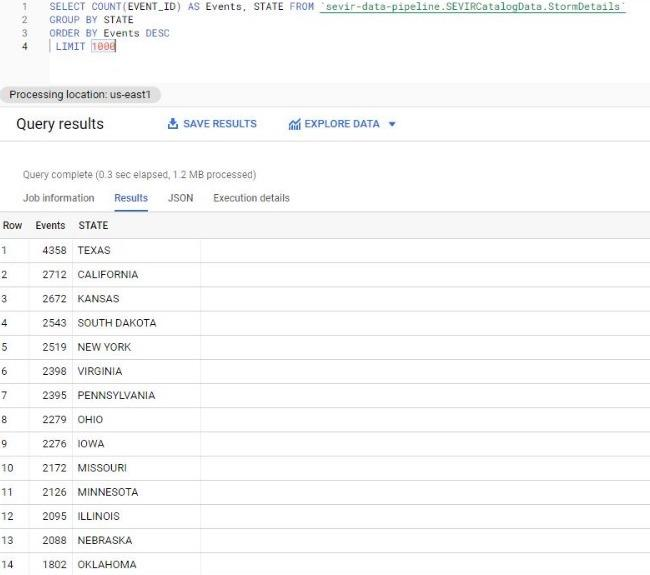 1 SELECT COUNT(EVENT_ID) AS Events, STATE FROM `sevir-data-pipeline.SEVIRCatalogData.StormDetails`
2 GROUP BY STATE
3 ORDER BY Events DESC
4 LIMIT 1000
Processing location: us-east1
Query results SAVE RESULTS EXPLORE DATA
Query complete (0.3 sec elapsed, 1.2 MB processed)
Job information Results JSON Execution details
Row Events STATE
1 4358 TEXAS
2 2712 CALIFORNIA
3 2672 KANSAS
4 2543 SOUTH DAKOTA
5 2519 NEW YORK
6 2398 VIRGINIA
7 2395 PENNSYLVANIA
8 2279 OHIO
9 2276 IOWA
10 2172 MISSOURI
11 2126 MINNESOTA
12 2095 ILLINOIS
13 2088 NEBRASKA
14 1802 OKLAHOMA